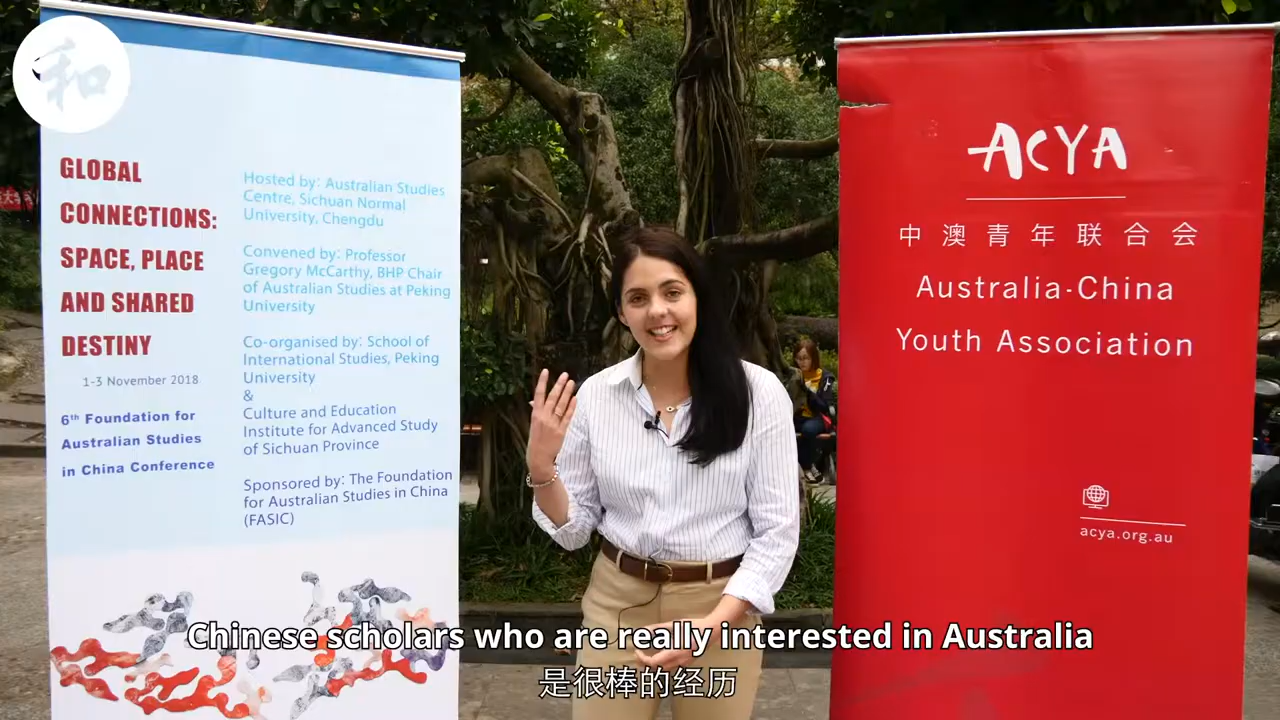 和
GLOBAL
CONNECTIONS:
SPACE, PLACE
AND SHARED
DESTINY
1-3 November 2018
6th Foundation for
Australian Studies
in China Conference
Hosted by: Australian Studies
Centre, Sichuan Normal
University, Chengdu
Convened by: Professor
Gregory McCarthy, BHP Chair
of Australian Studies at Peking
University
Co-organised by: School of
International Studies, Peking
University
&
Culture and Education
Institute for Advanced Study
of Sichuan Province
Sponsored by: The Foundation
for Australian Studies in China
(FASIC)
ACYA
中澳青年联合会
Australia-China
Youth Association
acya.org.au
Chinese scholars who are really interested in Australia
是很棒的经历